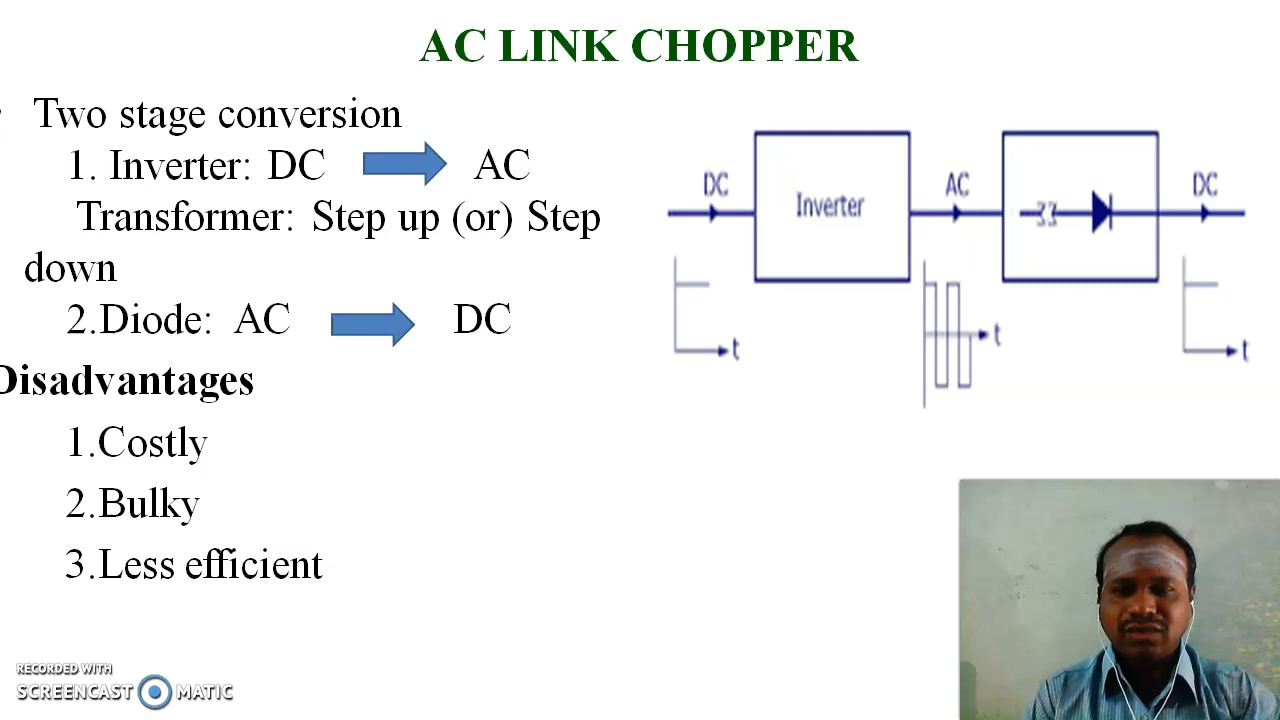 AC LINK CHOPPER
Two stage conversion
1. Inverter: DC AC
Transformer: Step up (or) Step
down
2.Diode: AC DC
Disadvantages
1.Costly
2.Bulky
3.Less efficient
DC
Inverter
AC
DC
t
t
t
RECORDED WITH
SCREENCAST MATIC